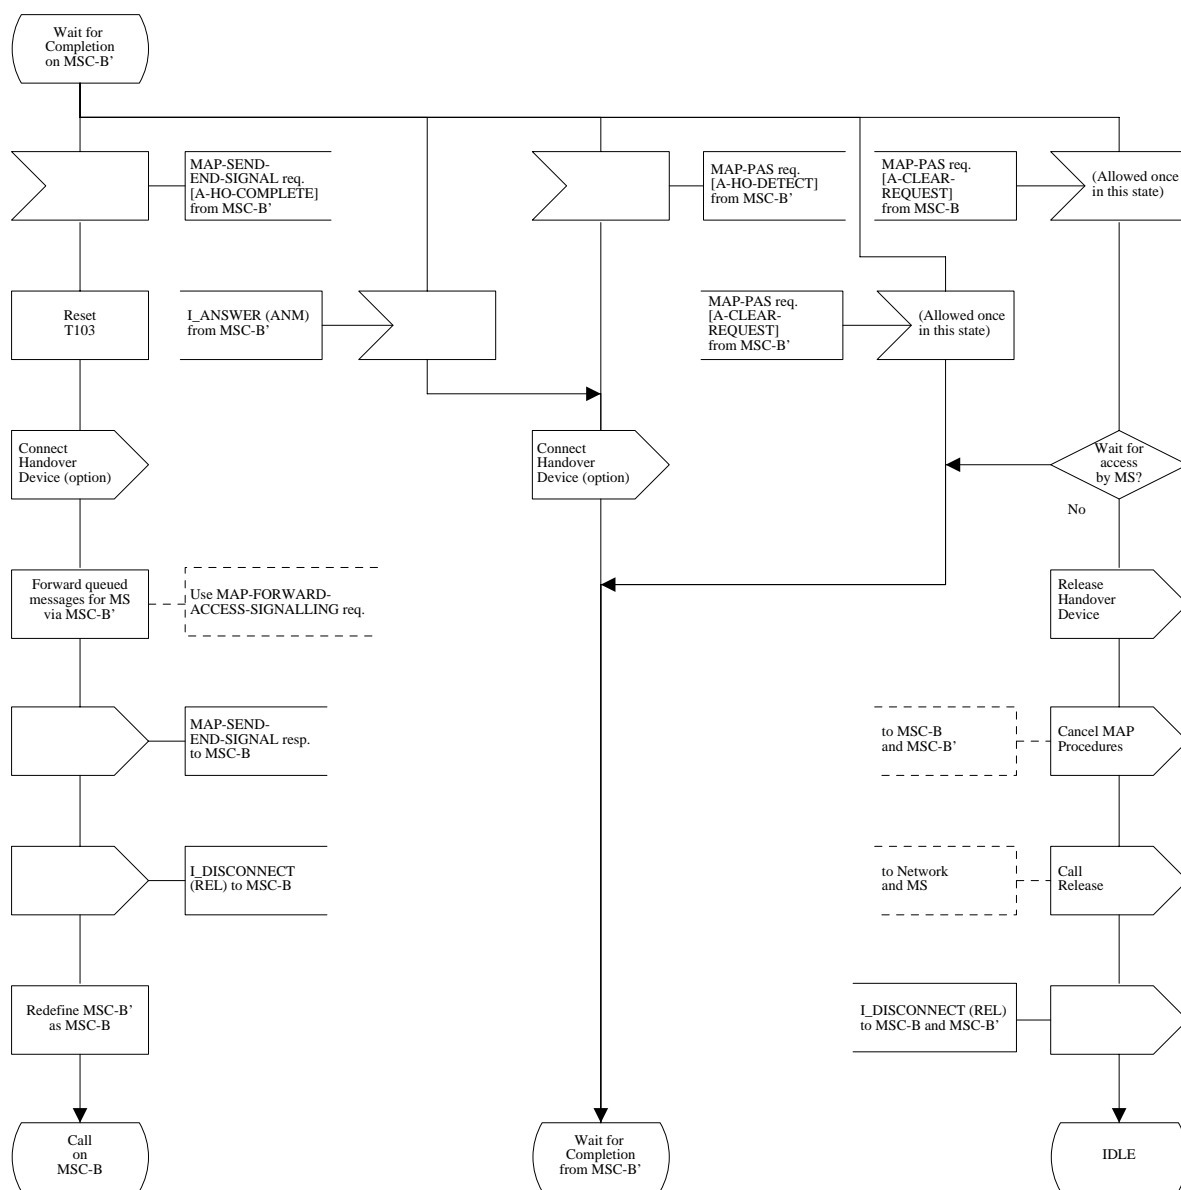 Wait for
Completion
on MSC-B’
MAP-SEND-
END-SIGNAL req.
[A-HO-COMPLETE]
from MSC-B’
MAP-PAS req.
[A-HO-DETECT]
from MSC-B’
MAP-PAS req.
[A-CLEAR-
REQUEST]
from MSC-B
(Allowed once
in this state)
Reset
T103
I_ANSWER (ANM)
from MSC-B’
MAP-PAS req.
[A-CLEAR-
REQUEST]
from MSC-B’
(Allowed once
in this state)
Connect
Handover
Device (option)
Connect
Handover
Device (option)
Wait for
access
by MS?
No
Forward queued
messages for MS
via MSC-B’
Use MAP-FORWARD-
ACCESS-SIGNALLING req.
Release
Handover
Device
MAP-SEND-
END-SIGNAL resp.
to MSC-B
to MSC-B
and MSC-B’
Cancel MAP
Procedures
I_DISCONNECT
(REL) to MSC-B
to Network
and MS
Call
Release
Redefine MSC-B’
as MSC-B
I_DISCONNECT (REL)
to MSC-B and MSC-B’
Call
on
MSC-B
Wait for
Completion
from MSC-B’
IDLE